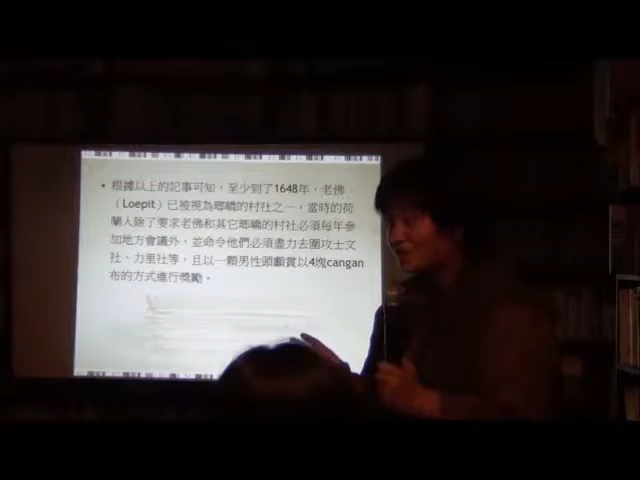 • 根據以上的記事可知，至少到了1648年，老佛
（Loepit）已被視為瑯嶠的村社之一，當時的荷
蘭人除了要求老佛和其它瑯嶠的村社必須每年參
加地方會議外，並命令他們必須盡力去圍攻士文
社、力里社等，且以一顆男性頭顱賞以4塊cangan
布的方式進行獎勵。